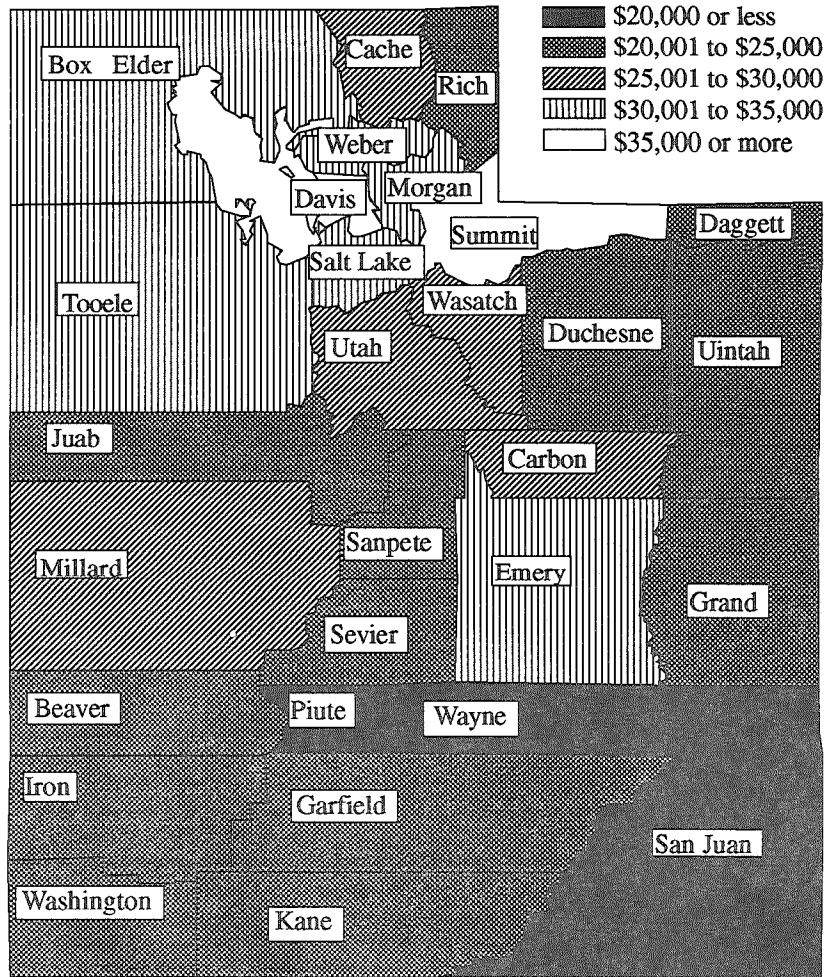 $20,000 or less
$20,001 to $25,000
$25,001 to $30,000
$30,001 to $35,000
$35,000 or more
Cache
Box Elder
Rich
Weber
Morgan
Davis
Daggett
Summit
Salt Lake
Tooele
Wasatch
Duchesne
Utah
Uintah
Juab
Carbon
Sanpete
Millard
Emery
Grand
Sevier
Beaver
Piute
Wayne
Iron
Garfield
San Juan
Washington
Kane